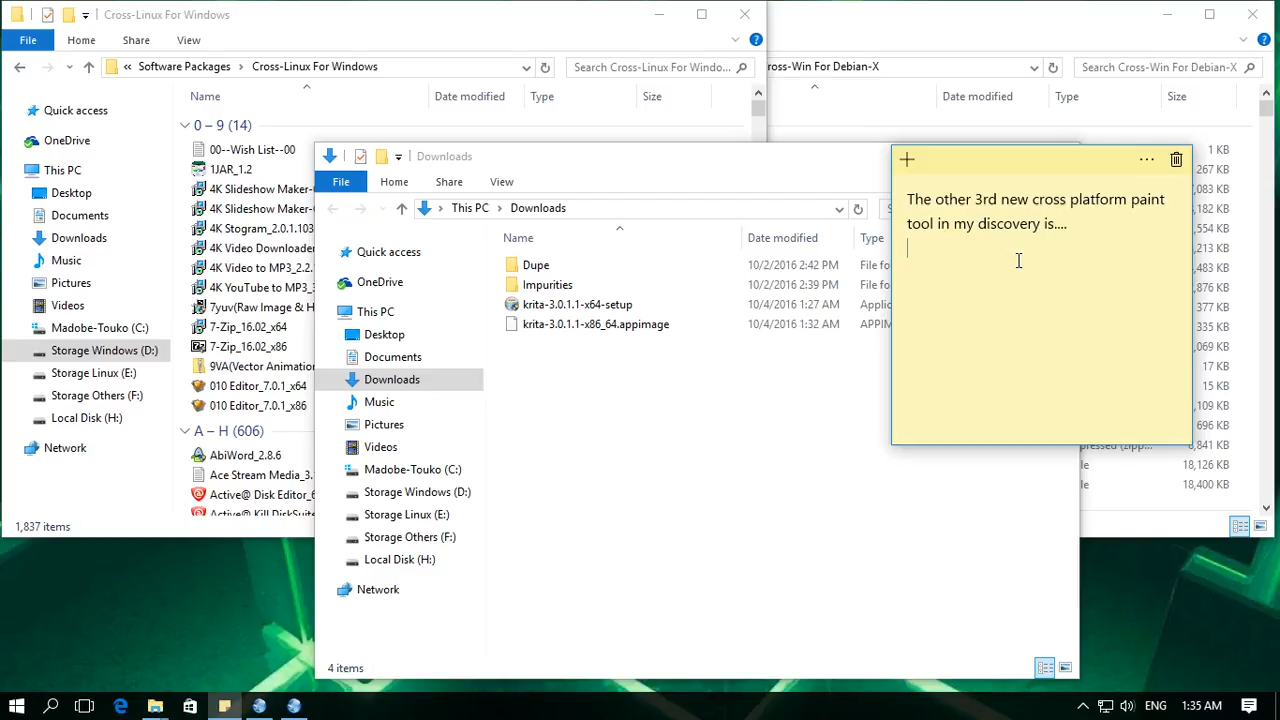 Cross-Linux For Windows
File Home Share View
Software Packages Cross-Linux For Windows
Search Cross-Linux For Windo...
Name Date modified Type Size
Quick access
OneDrive
This PC
Desktop
Documents
Downloads
Music
Pictures
Videos
Madobe-Touko (C:)
Storage Windows (D:)
Storage Linux (E:)
Storage Others (F:)
Local Disk (H:)
Network
0 – 9 (14)
00--Wish List--00
1JAR_1.2
4K Slideshow Maker-
4K Slideshow Maker-
4K Stogram_2.0.1.103
4K Video Downloader
4K Video to MP3_2.2.
4K YouTube to MP3_3
7yuv(Raw Image & H
7-Zip_16.02_x64
7-Zip_16.02_x86
9VA(Vector Animation
010 Editor_7.0.1_x64
010 Editor_7.0.1_x86
A – H (606)
AbiWord_2.8.6
Ace Stream Media_3.
Active@ Disk Editor_6
Active@ Kill DiskSuite
1,837 items
ross-Win For Debian-X
Search Cross-Win For Debian-X
Date modified Type Size
1 KB
267 KB
,083 KB
,182 KB
,554 KB
,213 KB
,483 KB
,876 KB
335 KB
,069 KB
17 KB
15 KB
,109 KB
696 KB
pressed (zipp... ,841 KB
le 18,126 KB
le 18,400 KB
Downloads
File Home Share View
This PC Downloads
S
Name Date modified Type
Quick access
OneDrive
This PC
Desktop
Documents
Downloads
Music
Pictures
Videos
Madobe-Touko (C:)
Storage Windows (D:)
Storage Linux (E:)
Storage Others (F:)
Local Disk (H:)
Network
Dupe 10/2/2016 2:42 PM File fo
Impurities 10/2/2016 2:39 PM File fo
krita-3.0.1.1-x64-setup 10/4/2016 1:27 AM Applic
krita-3.0.1.1-x86_64.appimage 10/4/2016 1:32 AM APPIM
4 items
The other 3rd new cross platform paint
tool in my discovery is....
ENG 1:35 AM